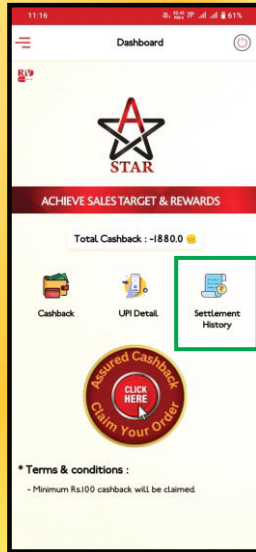 11:16
61%
Dashboard
A
STAR
ACHIEVE SALES TARGET & REWARDS
Total Cashback : -1880.0
Cashback
UPI Detail
Settlement
History
Assured Cashback
CLICK
HERE
Claim Your Order
* Terms & conditions :
- Minimum Rs.100 cashback will be claimed.